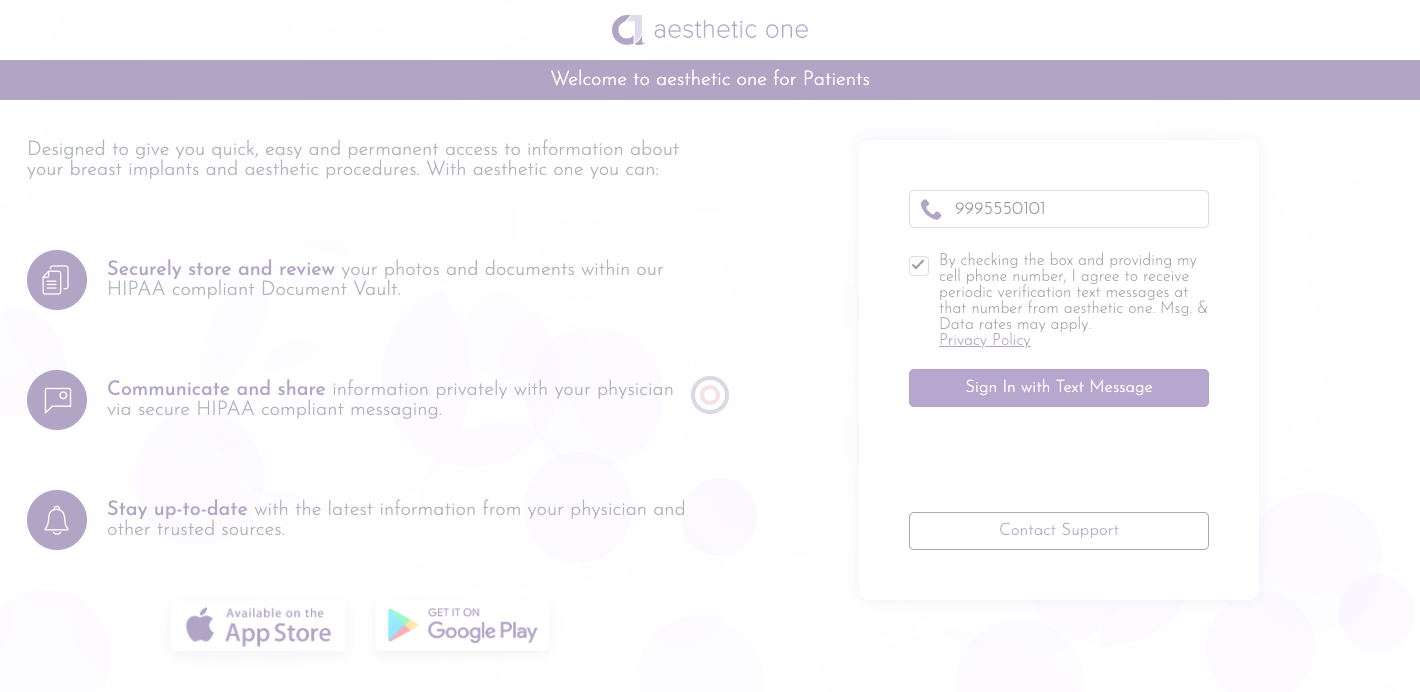 aesthetic one
Welcome to aesthetic one for Patients
Designed to give you quick, easy and permanent access to information about
your breast implants and aesthetic procedures. With aesthetic one you can:
Securely store and review your photos and documents within our
HIPAA compliant Document Vault.
Communicate and share information privately with your physician
via secure HIPAA compliant messaging.
Stay up-to-date with the latest information from your physician and
other trusted sources.
Available on the
App Store
GET IT ON
Google Play
9995550101
By checking the box and providing my
cell phone number, I agree to receive
periodic verification text messages at
that number from aesthetic one. Msg. &
Data rates may apply.
Privacy Policy
Sign In with Text Message
Contact Support